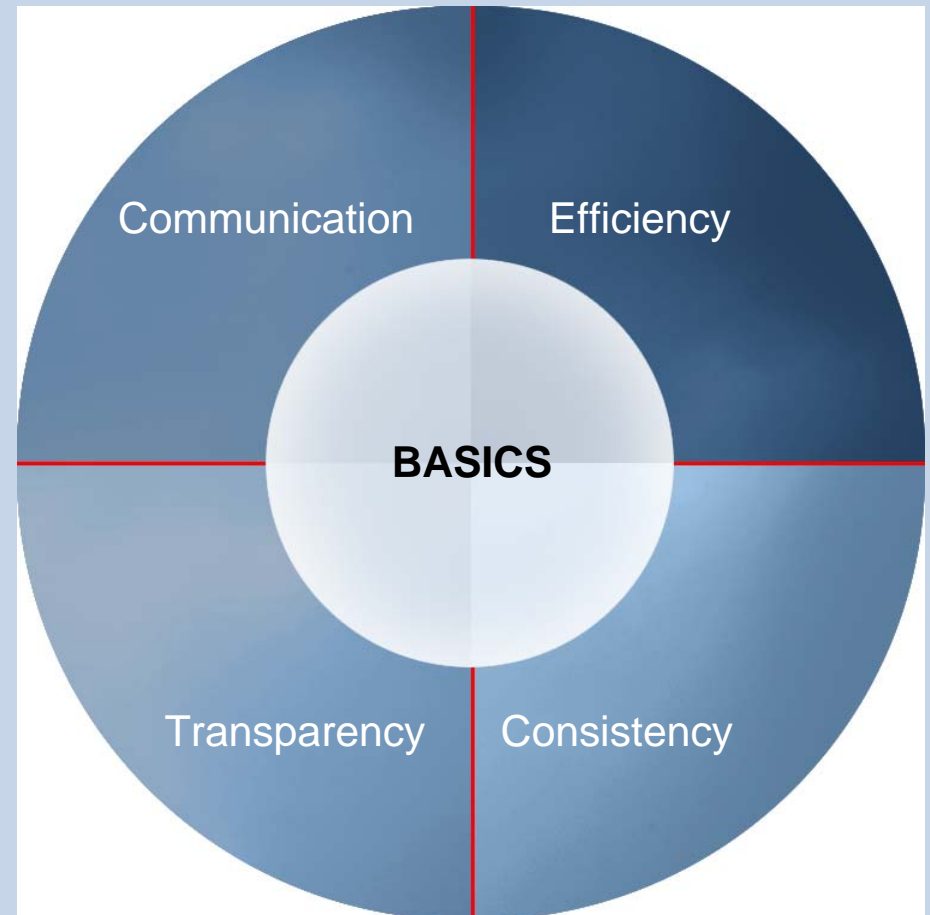 Communication
Efficiency
BASICS
Transparency
Consistency